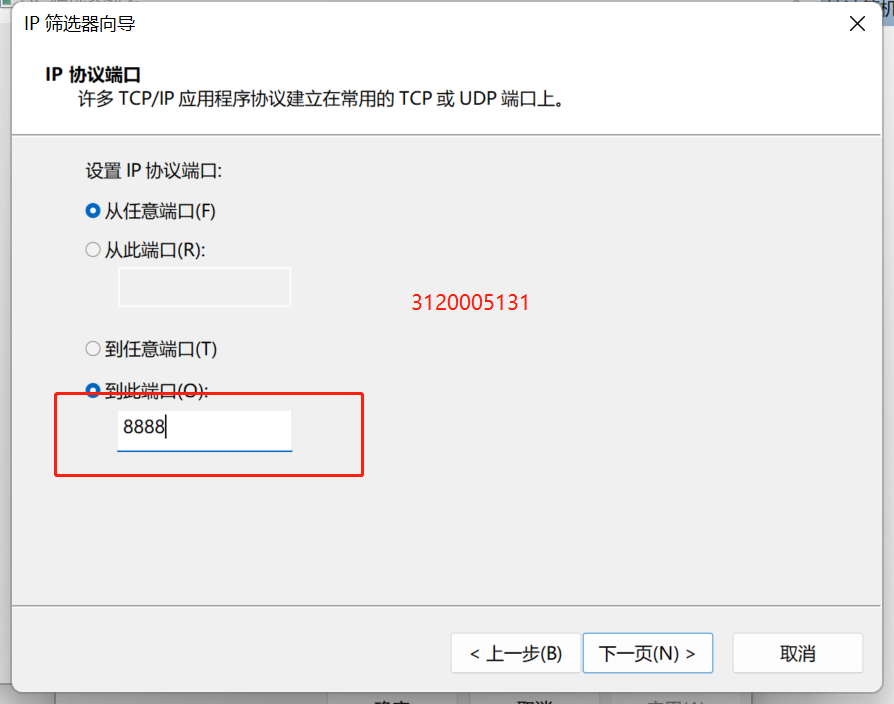 IP 筛选器向导
IP 协议端口
许多 TCP/IP 应用程序协议建立在常用的 TCP 或 UDP 端口上。
设置 IP 协议端口:
从任意端口(F)
从此端口(R):
3120005131
到任意端口(T)
到此端口(O):
8888
< 上一步(B)
下一页(N) >
取消